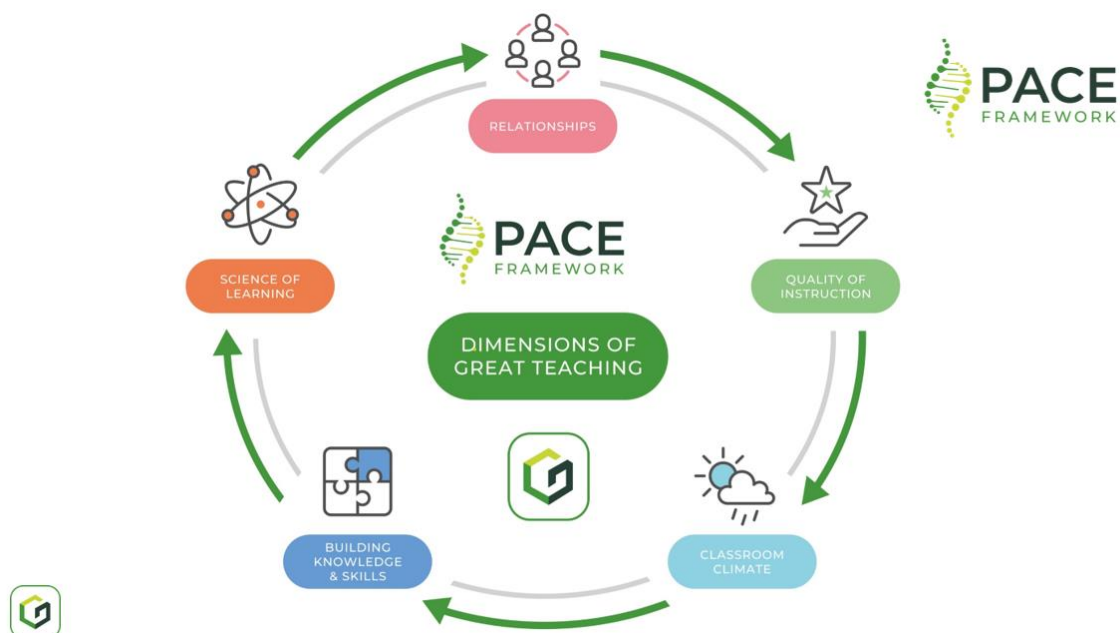 RELATIONSHIPS
PACE
FRAMEWORK
SCIENCE OF
LEARNING
PACE
FRAMEWORK
QUALITY OF
INSTRUCTION
DIMENSIONS OF
GREAT TEACHING
BUILDING
KNOWLEDGE
& SKILLS
CLASSROOM
CLIMATE